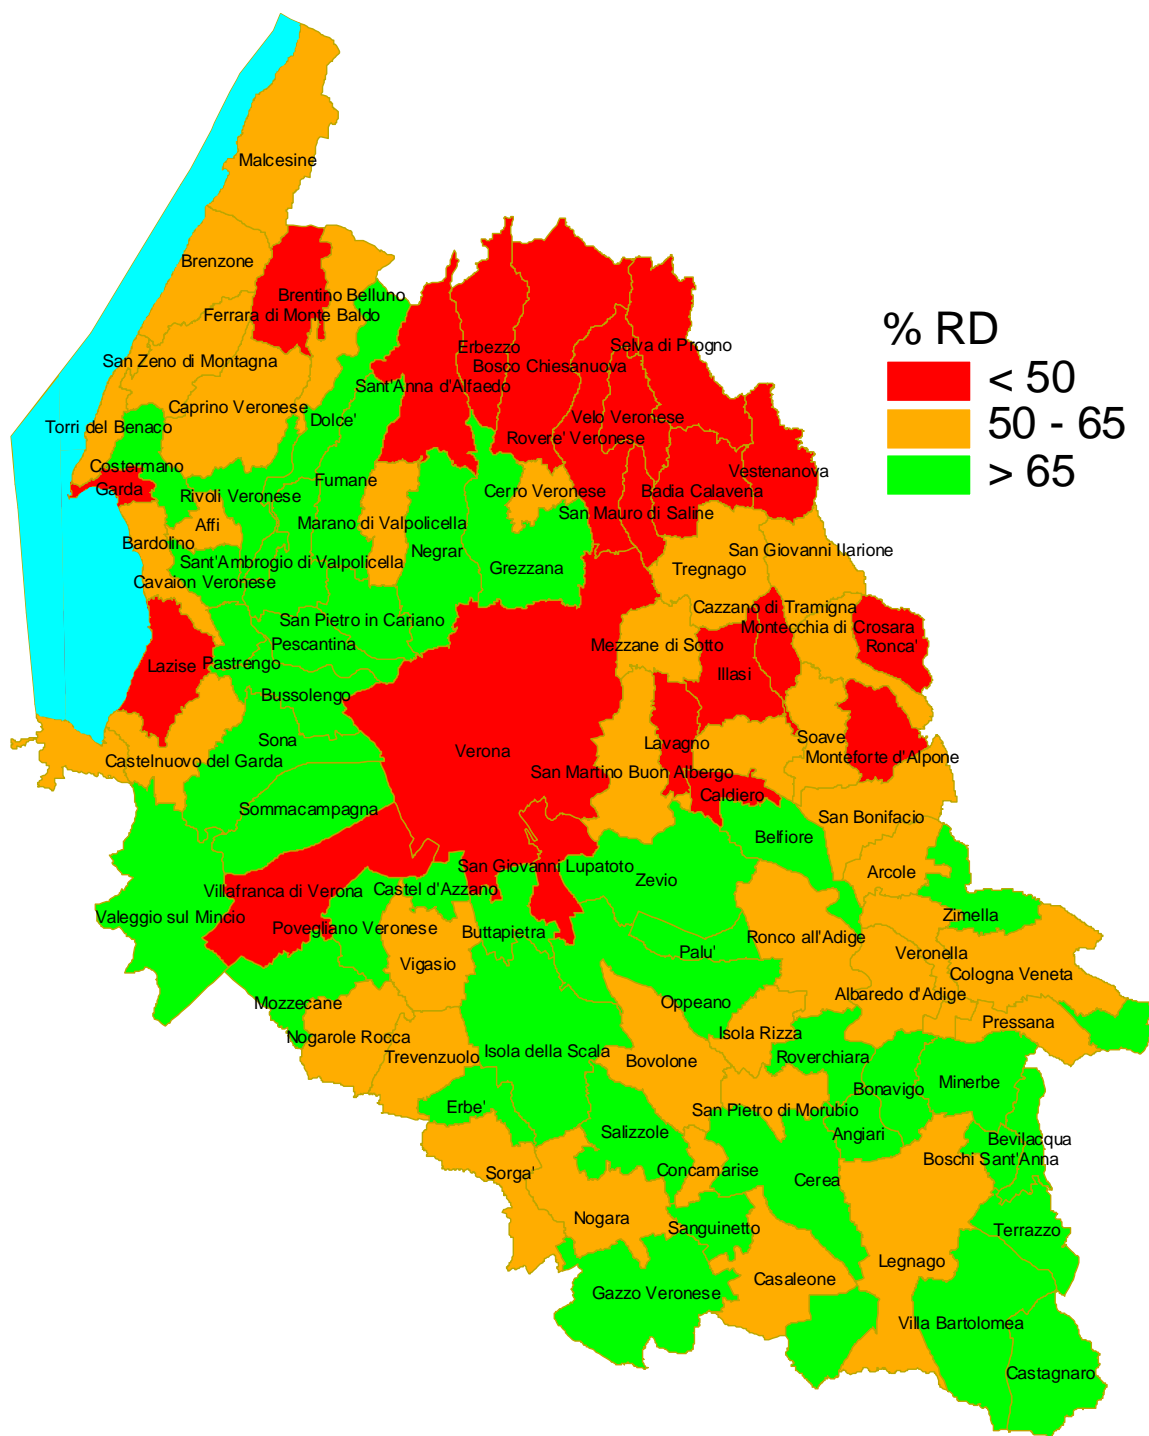 Malcesine
Brenzone
Brentino Belluno
Ferrara di Monte Baldo
% RD
< 50
50 - 65
> 65
Erbezzo
Selva di Progno
San Zeno di Montagna
Bosco Chiesanuova
Sant'Anna d'Alfaedo
Caprino Veronese
Dolce'
Velo Veronese
Torri del Benaco
Rovere' Veronese
Costermano
Vestenanova
Fumane
Garda
Rivoli Veronese
Cerro Veronese
Badia Calavena
Affi
Marano di Valpolicella
San Mauro di Saline
Bardolino
Negrar
San Giovanni Ilarione
Sant'Ambrogio di Valpolicella
Grezzana
Tregnago
Cavaion Veronese
Cazzano di Tramigna
San Pietro in Cariano
Montecchia di Crosara
Pescantina
Mezzane di Sotto
Ronca'
Lazise
Pastrengo
Illasi
Bussolengo
Sona
Verona
Lavagno
Soave
Castelnuovo del Garda
Monteforte d'Alpone
San Martino Buon Albergo
Caldiero
Sommacampagna
San Bonifacio
Belfiore
San Giovanni Lupatoto
Arcole
Villafranca di Verona
Castel d'Azzano
Zevio
Valeggio sul Mincio
Zimella
Povegliano Veronese
Buttapietra
Ronco all'Adige
Vigasio
Palu'
Veronella
Cologna Veneta
Mozzecane
Oppeano
Albaredo d'Adige
Nogarole Rocca
Isola Rizza
Pressana
Trevenzuolo
Isola della Scala
Bovolone
Roverchiara
Bonavigo
Minerbe
Erbe'
San Pietro di Morubio
Salizzole
Angiari
Bevilacqua
Boschi Sant'Anna
Sorga'
Concamarise
Cerea
Nogara
Sanguinetto
Terrazzo
Legnago
Casaleone
Gazzo Veronese
Villa Bartolomea
Castagnaro